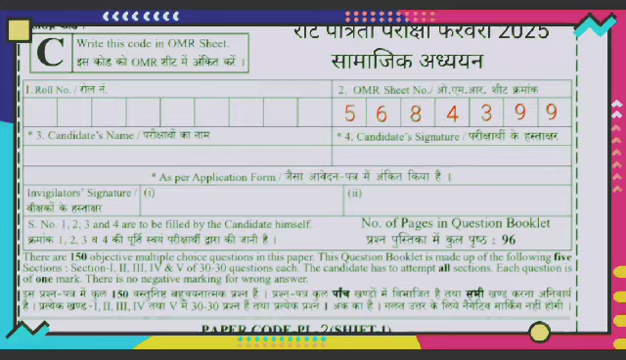 रीट पात्रता परीक्षा फरवरी 2025
सामाजिक अध्ययन
C
Write this code in OMR Sheet.
इस कोड को OMR शीट में अंकित करें ।
1. Roll No. / रोल नं.
2. OMR Sheet No./ ओ.एम.आर. शीट क्रमांक
5 6 8 4 3 9 9
* 3. Candidate's Name / परीक्षार्थी का नाम
* 4. Candidate's Signature / परीक्षार्थी के हस्ताक्षर
* As per Application Form / जैसा आवेदन-पत्र में अंकित किया है ।
Invigilators' Signature / (i) (ii)
वीक्षकों के हस्ताक्षर
S. No. 1, 2, 3 and 4 are to be filled by the Candidate himself.
क्रमांक 1, 2, 3 व 4 की पूर्ति स्वयं परीक्षार्थी द्वारा की जानी है ।
No. of Pages in Question Booklet
प्रश्न पुस्तिका में कुल पृष्ठ : 96
There are 150 objective multiple choice questions in this paper. This Question Booklet is made up of the following five
Sections : Section-I, II, III, IV & V of 30-30 questions each. The candidate has to attempt all sections. Each question is
of one mark. There is no negative marking for wrong answer.
इस प्रश्न-पत्र में कुल 150 वस्तुनिष्ठ बहुचयनात्मक प्रश्न हैं । प्रश्न-पत्र कुल पाँच खण्डों में विभाजित है तथा सभी खण्ड करना अनिवार्य
है । प्रत्येक खण्ड-I, II, III, IV तथा V में 30-30 प्रश्न हैं तथा प्रत्येक प्रश्न 1 अंक का है । गलत उत्तर के लिये नैगेटिव मार्किंग नहीं होगी ।
PAPER CODE-PL-2(SHIFT-I)